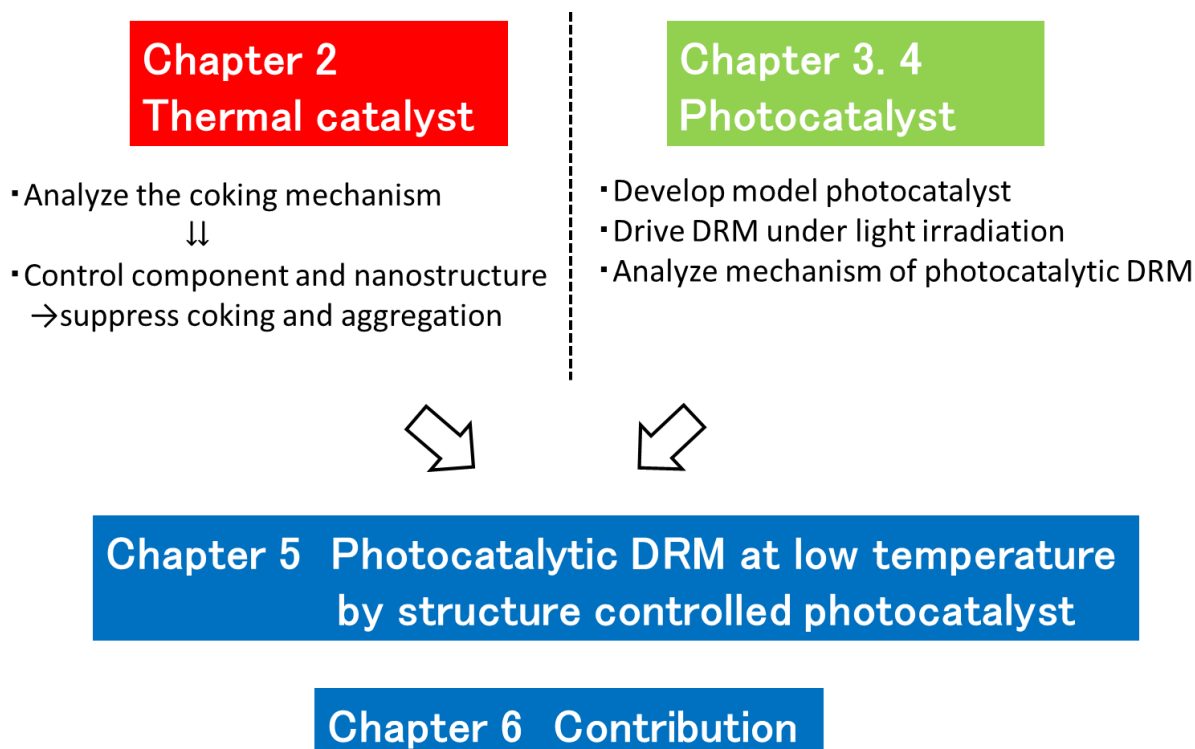 Chapter 2
Thermal catalyst
・Analyze the coking mechanism
⇊
・Control component and nanostructure
→suppress coking and aggregation
Chapter 3. 4
Photocatalyst
・Develop model photocatalyst
・Drive DRM under light irradiation
・Analyze mechanism of photocatalytic DRM
Chapter 5 Photocatalytic DRM at low temperature
by structure controlled photocatalyst
Chapter 6 Contribution